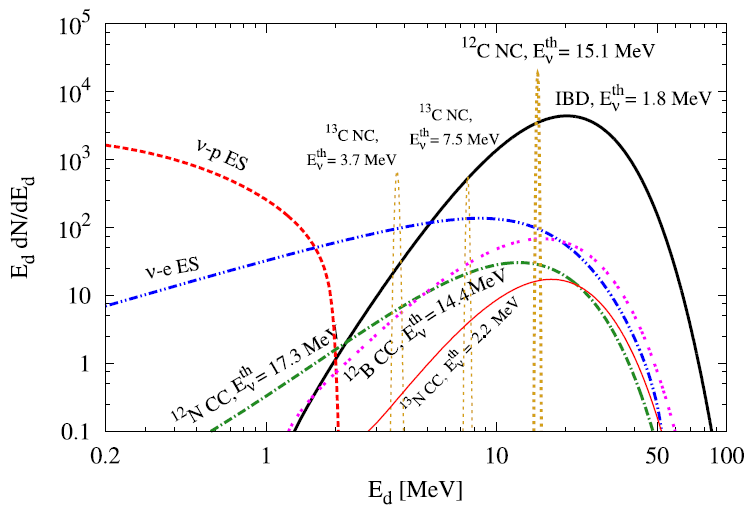 10⁵
10⁴
10³
10²
10
1
0.1
E_d dN/dE_d
¹²C NC, E_ν^th = 15.1 MeV
IBD, E_ν^th = 1.8 MeV
¹³C NC,
E_ν^th = 7.5 MeV
¹³C NC,
E_ν^th = 3.7 MeV
ν-p ES
ν-e ES
¹²N CC, E_ν^th = 17.3 MeV
¹²B CC, E_ν^th = 14.4 MeV
¹³N CC, E_ν^th = 2.2 MeV
0.2 1 10 50 100
E_d [MeV]